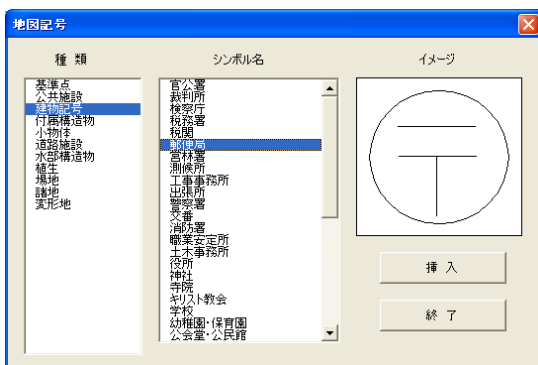 地図記号
種 類
シンボル名
イメージ
基準点
公共施設
建物記号
付属構造物
小物体
道路施設
水部構造物
植生
場地
諸地
変形地
官公署
裁判所
検察庁
税務署
税関
郵便局
営林署
測候所
工事事務所
出張所
警察署
交番
消防署
職業安定所
土木事務所
役所
神社
寺院
キリスト教会
学校
幼稚園・保育園
公会堂・公民館
挿 入
終 了